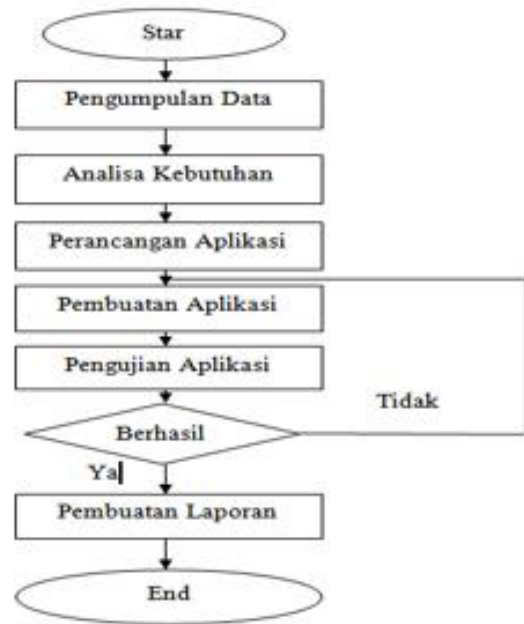 Star
Pengumpulan Data
Analisa Kebutuhan
Perancangan Aplikasi
Pembuatan Aplikasi
Pengujian Aplikasi
Tidak
Berhasil
Ya
Pembuatan Laporan
End